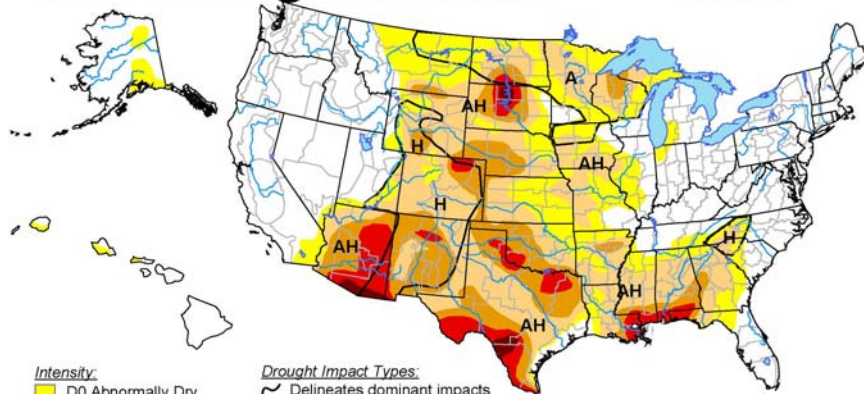 AH
A
H
AH
H
AH
H
AH
AH
Intensity:
D0 Abnormally Dry
Drought Impact Types:
Delineates dominant impacts